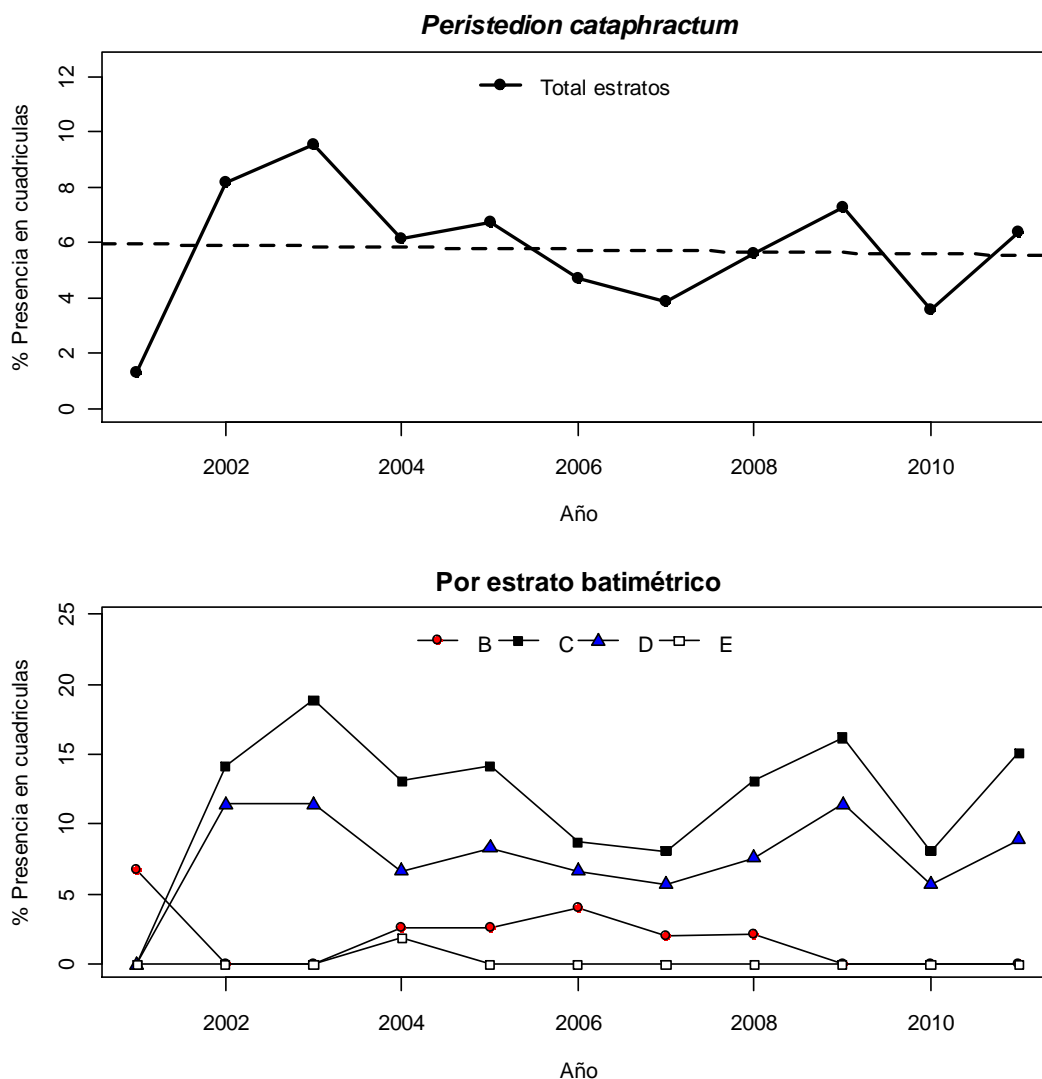 Peristedion cataphractum
Total estratos
% Presencia en cuadriculas
12
10
8
6
4
2
0
2002 2004 2006 2008 2010
Año
Por estrato batimétrico
B C D E
% Presencia en cuadriculas
25
20
15
10
5
0
2002 2004 2006 2008 2010
Año